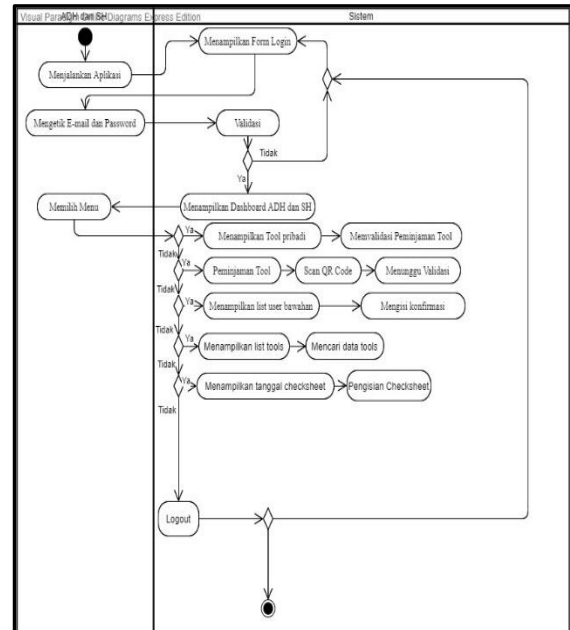 Visual Paradigm Online Diagrams Express Edition
ADH dan SH
Sistem
Menampilkan Form Login
Menjalankan Aplikasi
Mengetik E-mail dan Password
Validasi
Tidak
Ya
Memilih Menu
Menampilkan Dashboard ADH dan SH
Ya
Menampilkan Tool pribadi
Memvalidasi Peminjaman Tool
Tidak
Ya
Peminjaman Tool
Scan QR Code
Menunggu Validasi
Tidak
Ya
Menampilkan list user bawahan
Mengisi konfirmasi
Tidak
Ya
Menampilkan list tools
Mencari data tools
Tidak
Ya
Menampilkan tanggal checksheet
Pengisian Checksheet
Tidak
Logout